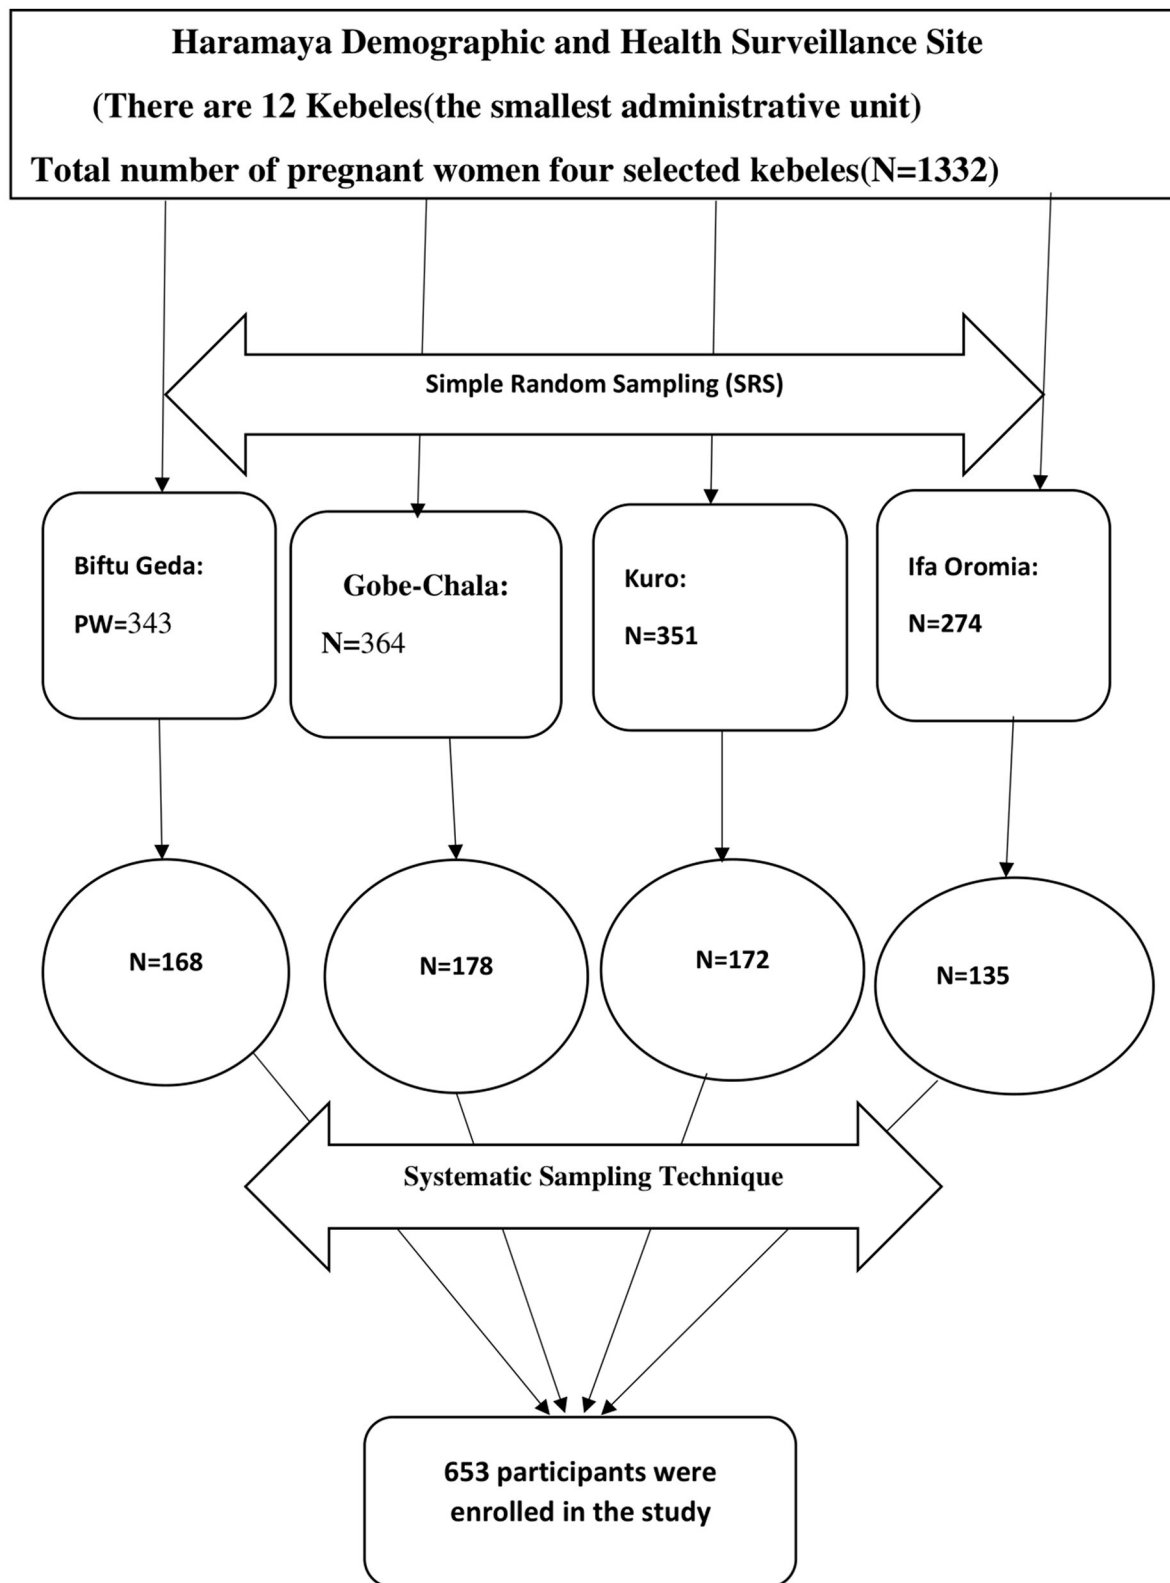 Haramaya Demographic and Health Surveillance Site
(There are 12 Kebeles(the smallest administrative unit)
Total number of pregnant women four selected kebeles(N=1332)
Simple Random Sampling (SRS)
Biftu Geda:
PW=343
Gobe-Chala:
N=364
Kuro:
N=351
Ifa Oromia:
N=274
N=168
N=178
N=172
N=135
Systematic Sampling Technique
653 participants were
enrolled in the study